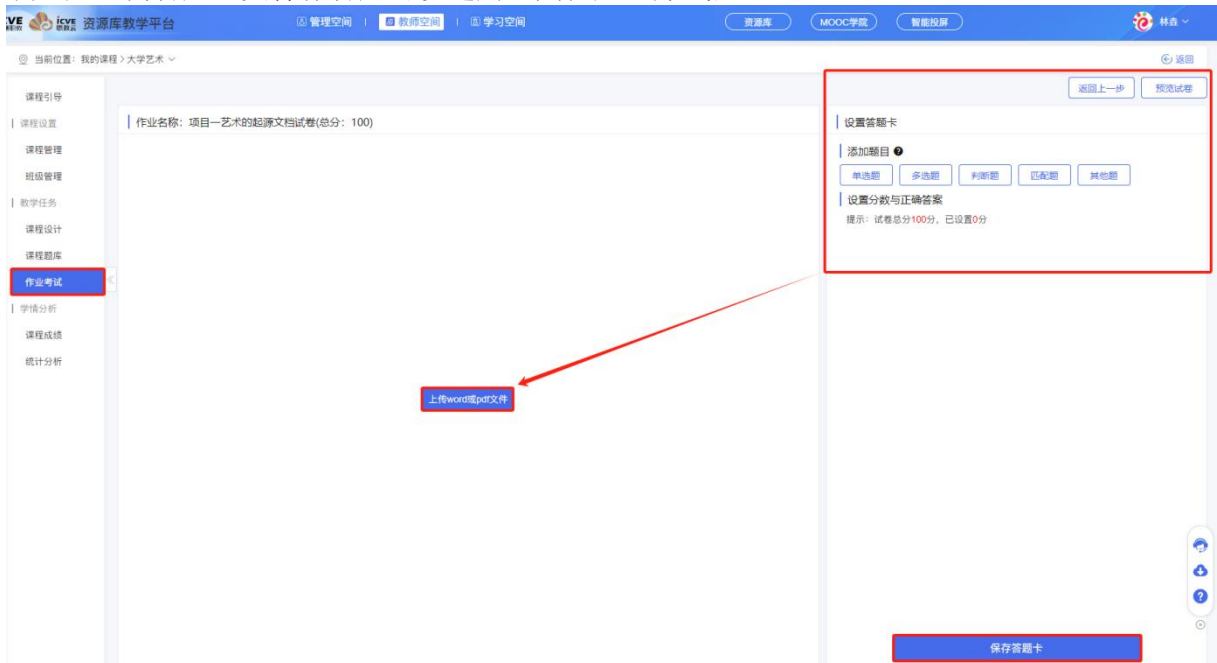 icve 资源库教学平台
管理空间
教师空间
学习空间
资源库
MOOC学院
智能投屏
当前位置：我的课程>大学艺术
返回
课程引导
课程设置
课程管理
班级管理
教学任务
课程设计
课程题库
作业考试
学情分析
课程成绩
统计分析
返回上一步
预览试卷
作业名称：项目一艺术的起源文档试卷(总分：100)
设置答题卡
添加题目
单选题 多选题 判断题 匹配题 其他题
设置分数与正确答案
提示：试卷总分100分，已设置0分
上传word或pdf文件
保存答题卡